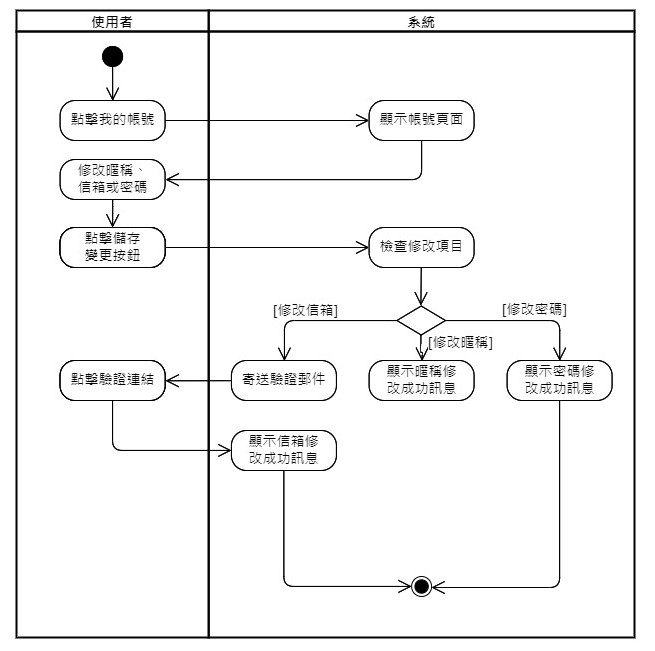 使用者
系統
點擊我的帳號
顯示帳號頁面
修改暱稱、
信箱或密碼
點擊儲存
變更按鈕
檢查修改項目
[修改信箱]
[修改密碼]
[修改暱稱]
點擊驗證連結
寄送驗證郵件
顯示暱稱修
改成功訊息
顯示密碼修
改成功訊息
顯示信箱修
改成功訊息